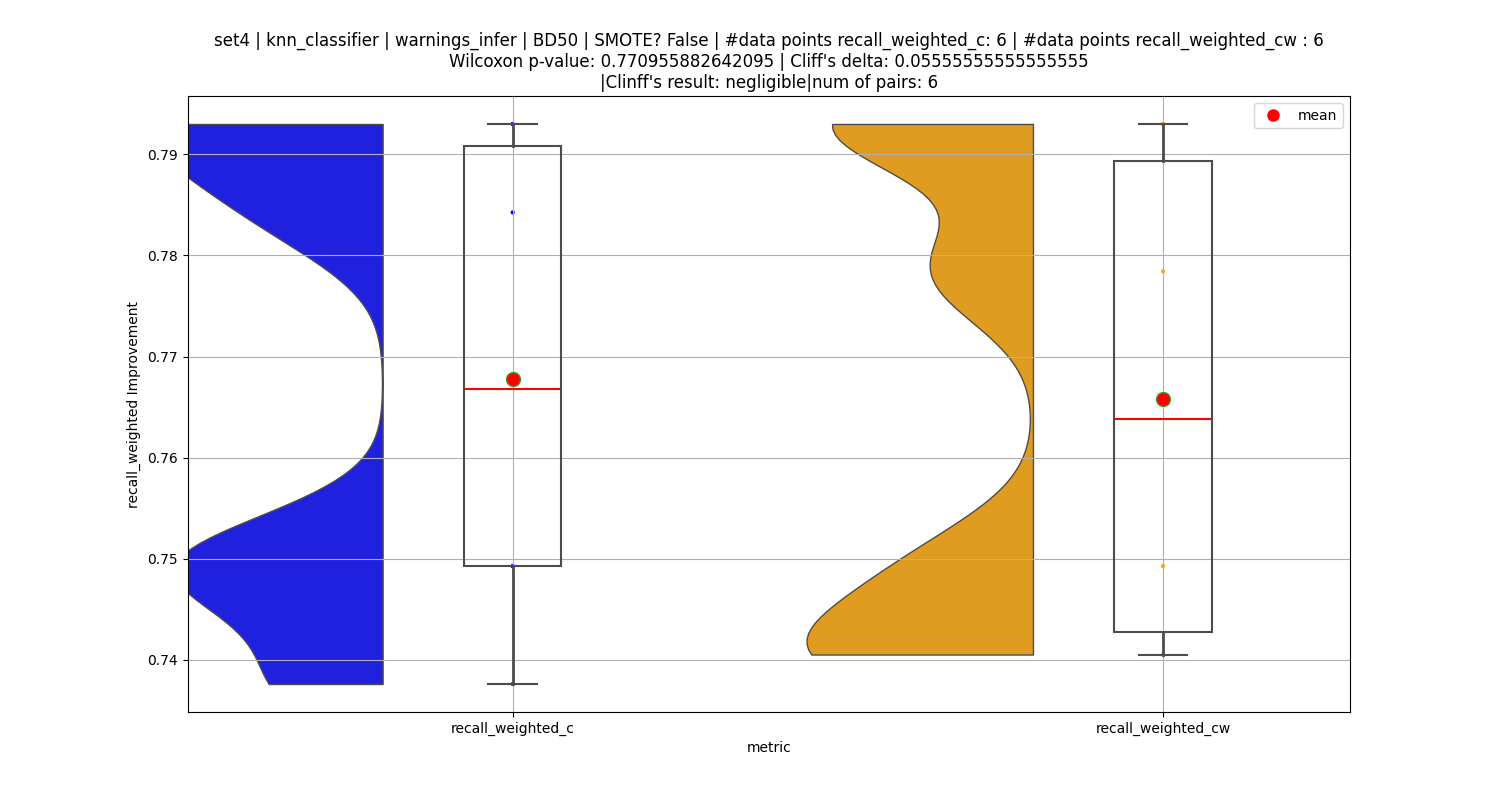 set4 | knn_classifier | warnings_infer | BD50 | SMOTE? False | #data points recall_weighted_c: 6 | #data points recall_weighted_cw : 6
Wilcoxon p-value: 0.770955882642095 | Cliff's delta: 0.05555555555555555
|Clinff's result: negligible|num of pairs: 6
mean
0.79
0.78
0.77
0.76
0.75
0.74
recall_weighted Improvement
recall_weighted_c
recall_weighted_cw
metric